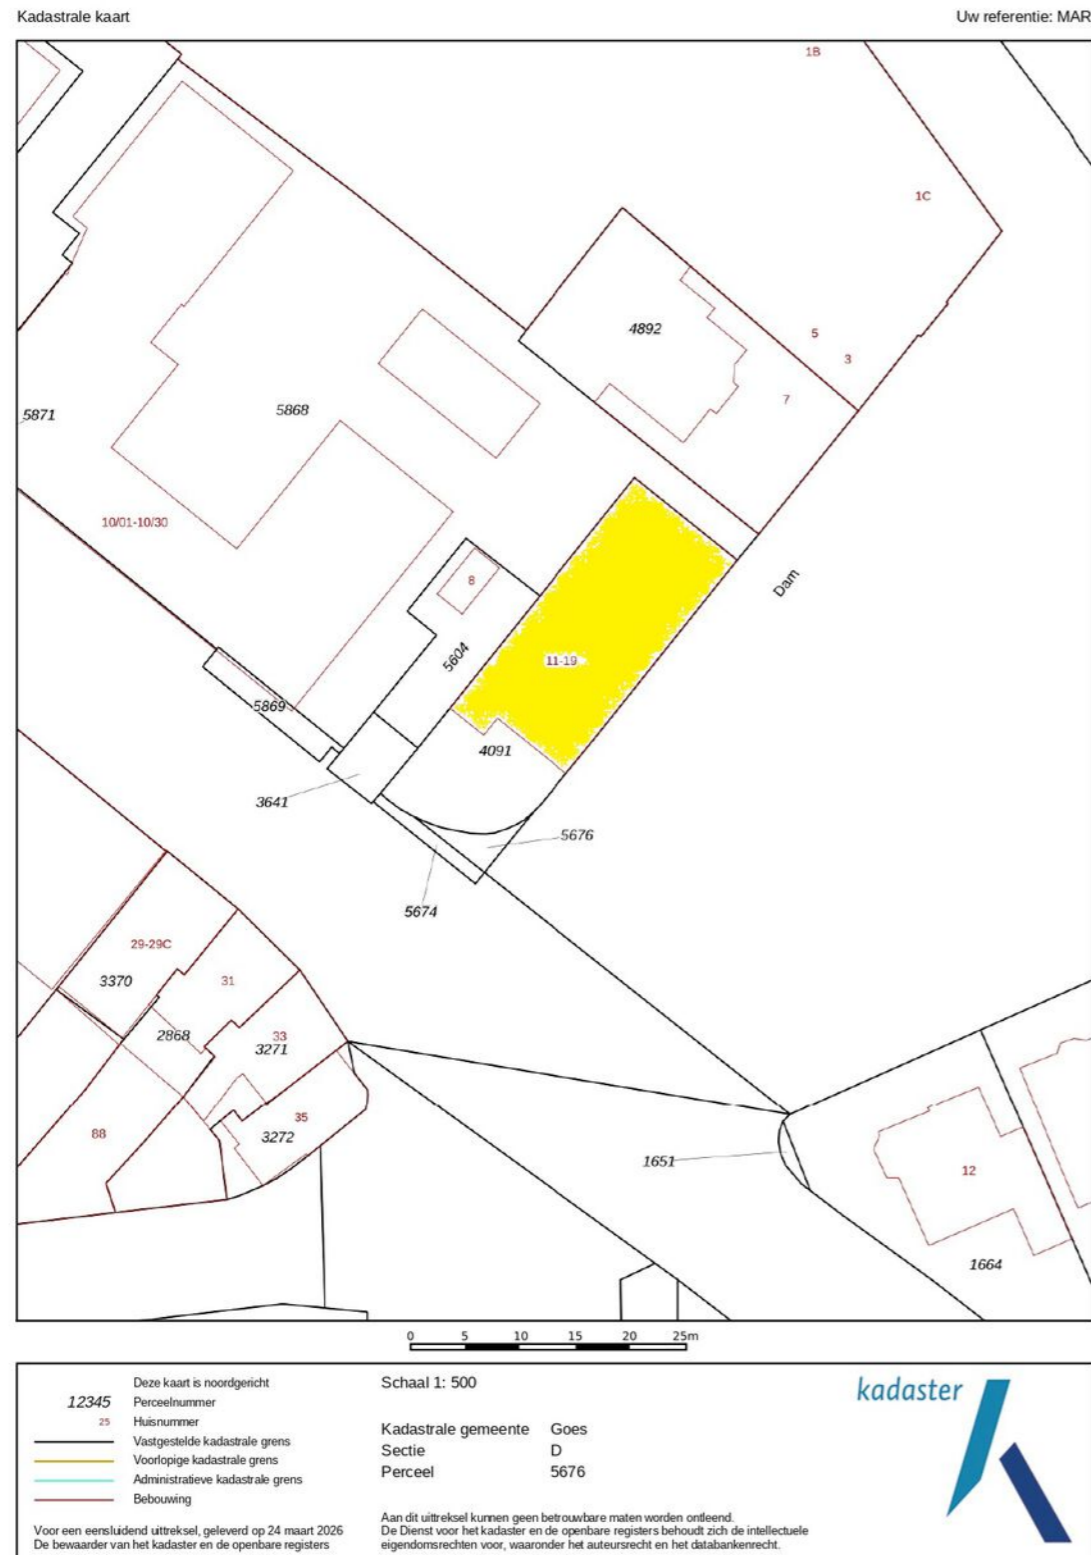 Kadastrale kaart
Uw referentie: MAR
1B
1C
4892
5
3
7
5871
5868
10/01-10/30
8
Dam
5604
11-19
5869
4091
3641
5676
5674
29-29C
3370
31
2868
33
3271
35
3272
88
1651
12
1664
0 5 10 15 20 25m
Deze kaart is noordgericht
12345 Perceelnummer
25 Huisnummer
Vastgestelde kadastrale grens
Voorlopige kadastrale grens
Administratieve kadastrale grens
Bebouwing
Voor een eensluidend uittreksel, geleverd op 24 maart 2026
De bewaarder van het kadaster en de openbare registers
Schaal 1: 500
Kadastrale gemeente Goes
Sectie D
Perceel 5676
Aan dit uittreksel kunnen geen betrouwbare maten worden ontleend.
De Dienst voor het kadaster en de openbare registers behoudt zich de intellectuele
eigendomsrechten voor, waaronder het auteursrecht en het databankenrecht.
kadaster